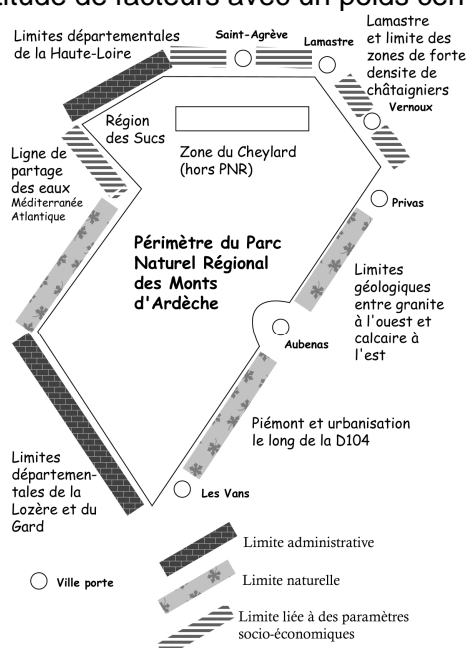 titude de facteurs avec un poids cen
Limites départementales
de la Haute-Loire
Saint-Agrève
Lamastre
Lamastre
et limite des
zones de forte
densite de
châtaigniers
Vernoux
Région
des Sucs
Zone du Cheylard
(hors PNR)
Ligne de
partage
des eaux
Méditerranée
Atlantique
Privas
Périmètre du Parc
Naturel Régional
des Monts
d'Ardèche
Limites
géologiques
entre granite
à l'ouest et
calcaire à
l'est
Aubenas
Piémont et urbanisation
le long de la D104
Limites
départemen-
tales de la
Lozère et du
Gard
Les Vans
Ville porte
Limite administrative
Limite naturelle
Limite liée à des paramètres
socio-économiques